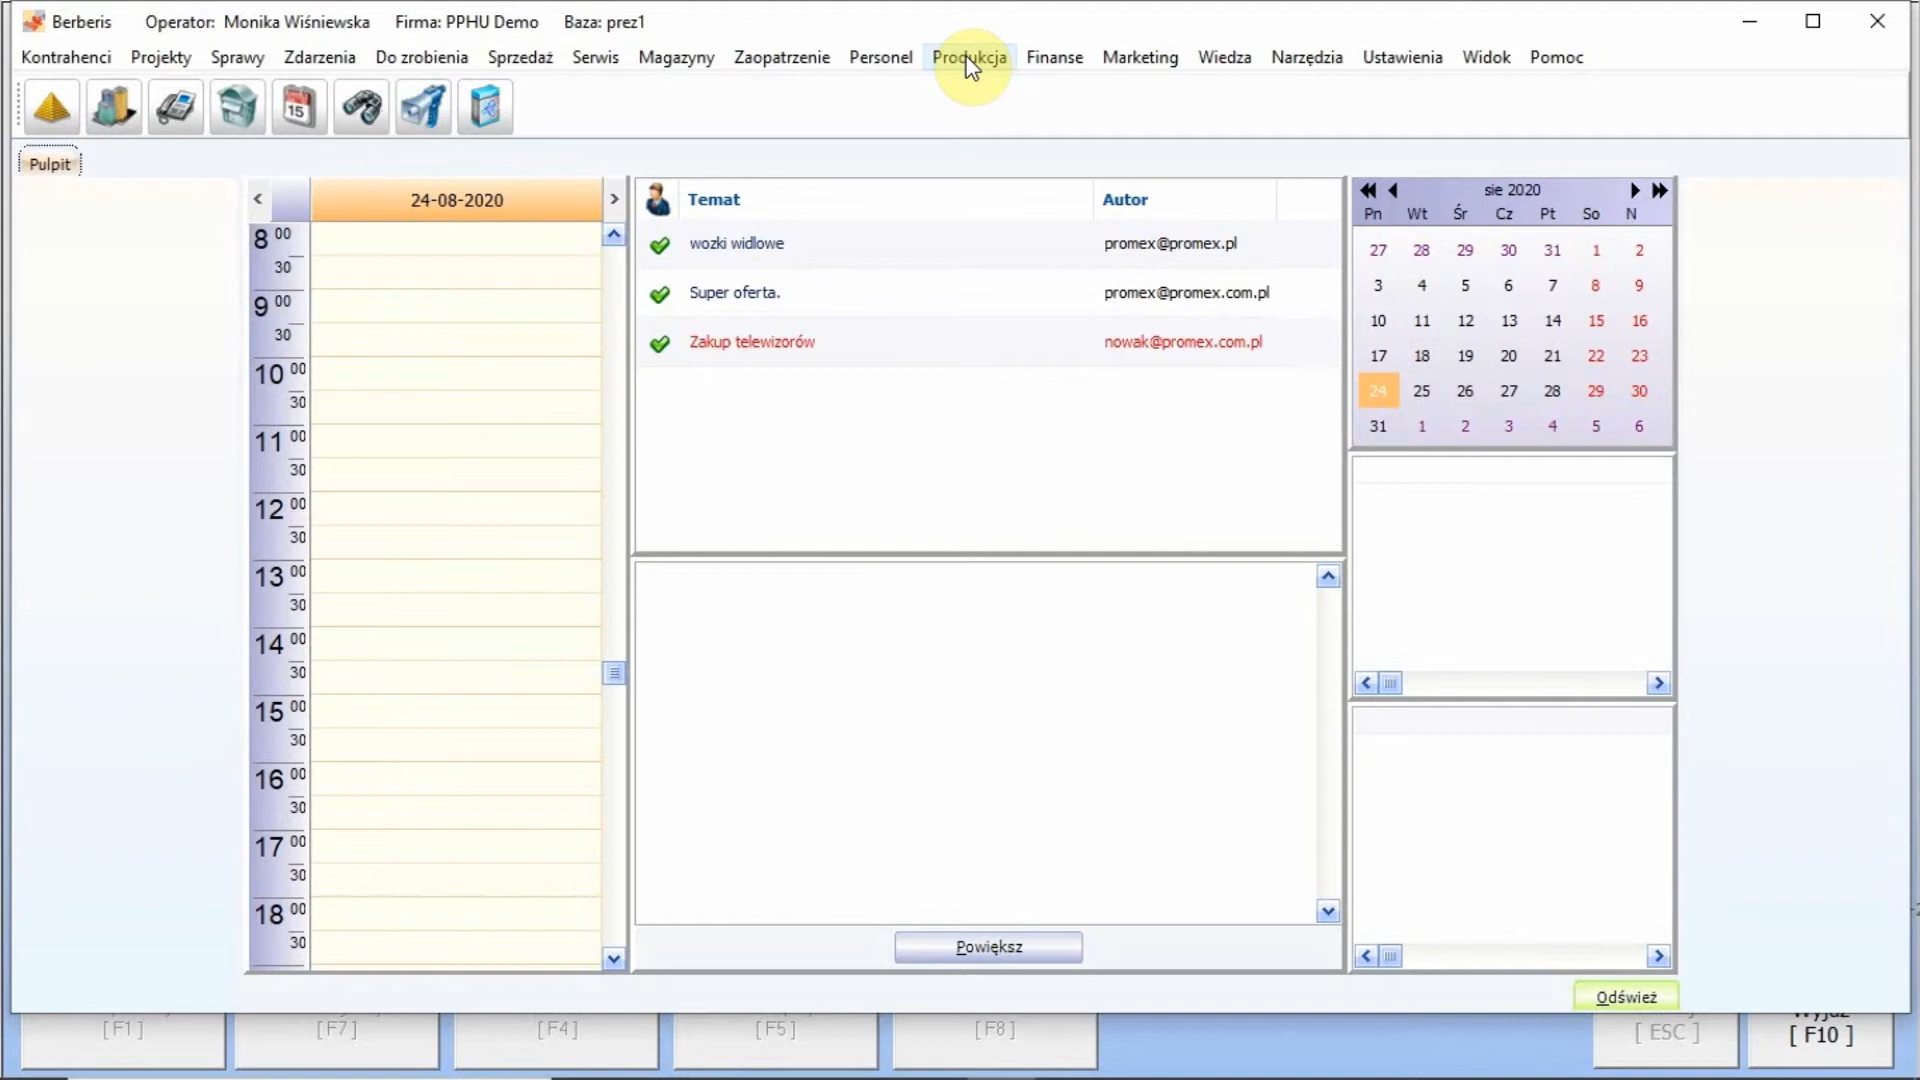 Berberis Operator: Monika Wiśniewska Firma: PPHU Demo Baza: prez1
Kontrahenci Projekty Sprawy Zdarzenia Do zrobienia Sprzedaż Serwis Magazyny Zaopatrzenie Personel Produkcja Finanse Marketing Wiedza Narzędzia Ustawienia Widok Pomoc
15
Pulpit
24-08-2020
8 00
30
9 00
30
10 00
30
11 00
30
12 00
30
13 00
30
14 00
30
15 00
30
16 00
30
17 00
30
18 00
30
Temat Autor
wozki widlowe promex@promex.pl
Super oferta. promex@promex.com.pl
Zakup telewizorów nowak@promex.com.pl
Powiększ
sie 2020
Pn Wt Śr Cz Pt So N
27 28 29 30 31 1 2
3 4 5 6 7 8 9
10 11 12 13 14 15 16
17 18 19 20 21 22 23
24 25 26 27 28 29 30
31 1 2 3 4 5 6
Odśwież
[F1] [F7] [F4] [F5] [F8] [ ESC ] [ F10 ]